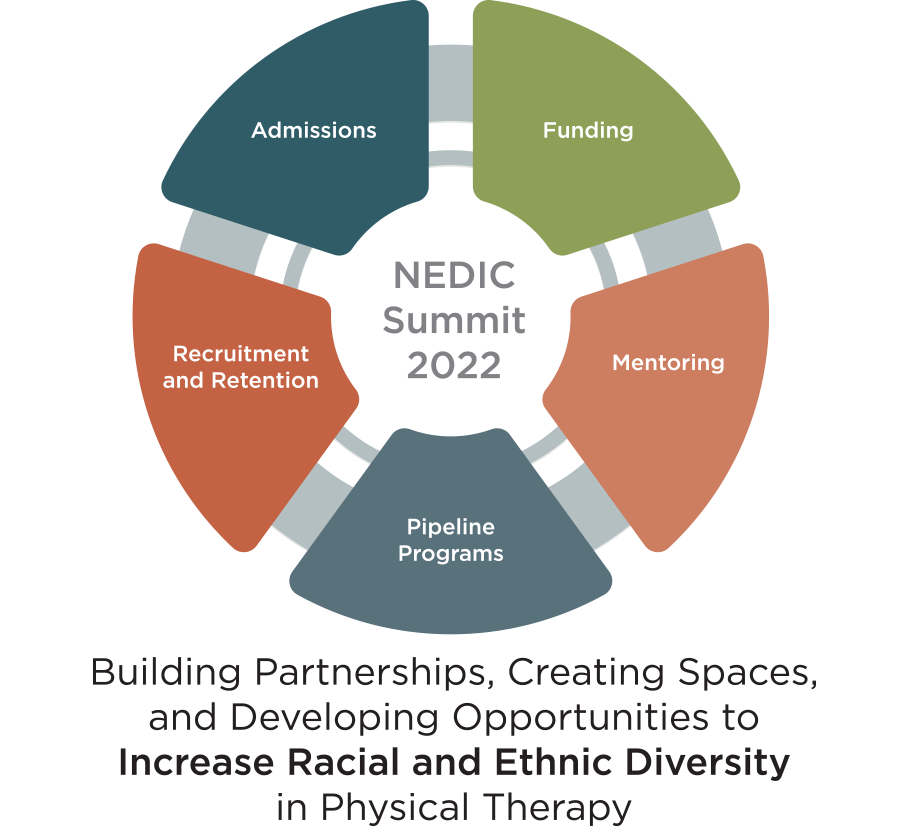 Admissions
Funding
NEDIC
Summit
2022
Recruitment
and Retention
Mentoring
Pipeline
Programs
Building Partnerships, Creating Spaces,
and Developing Opportunities to
Increase Racial and Ethnic Diversity
in Physical Therapy